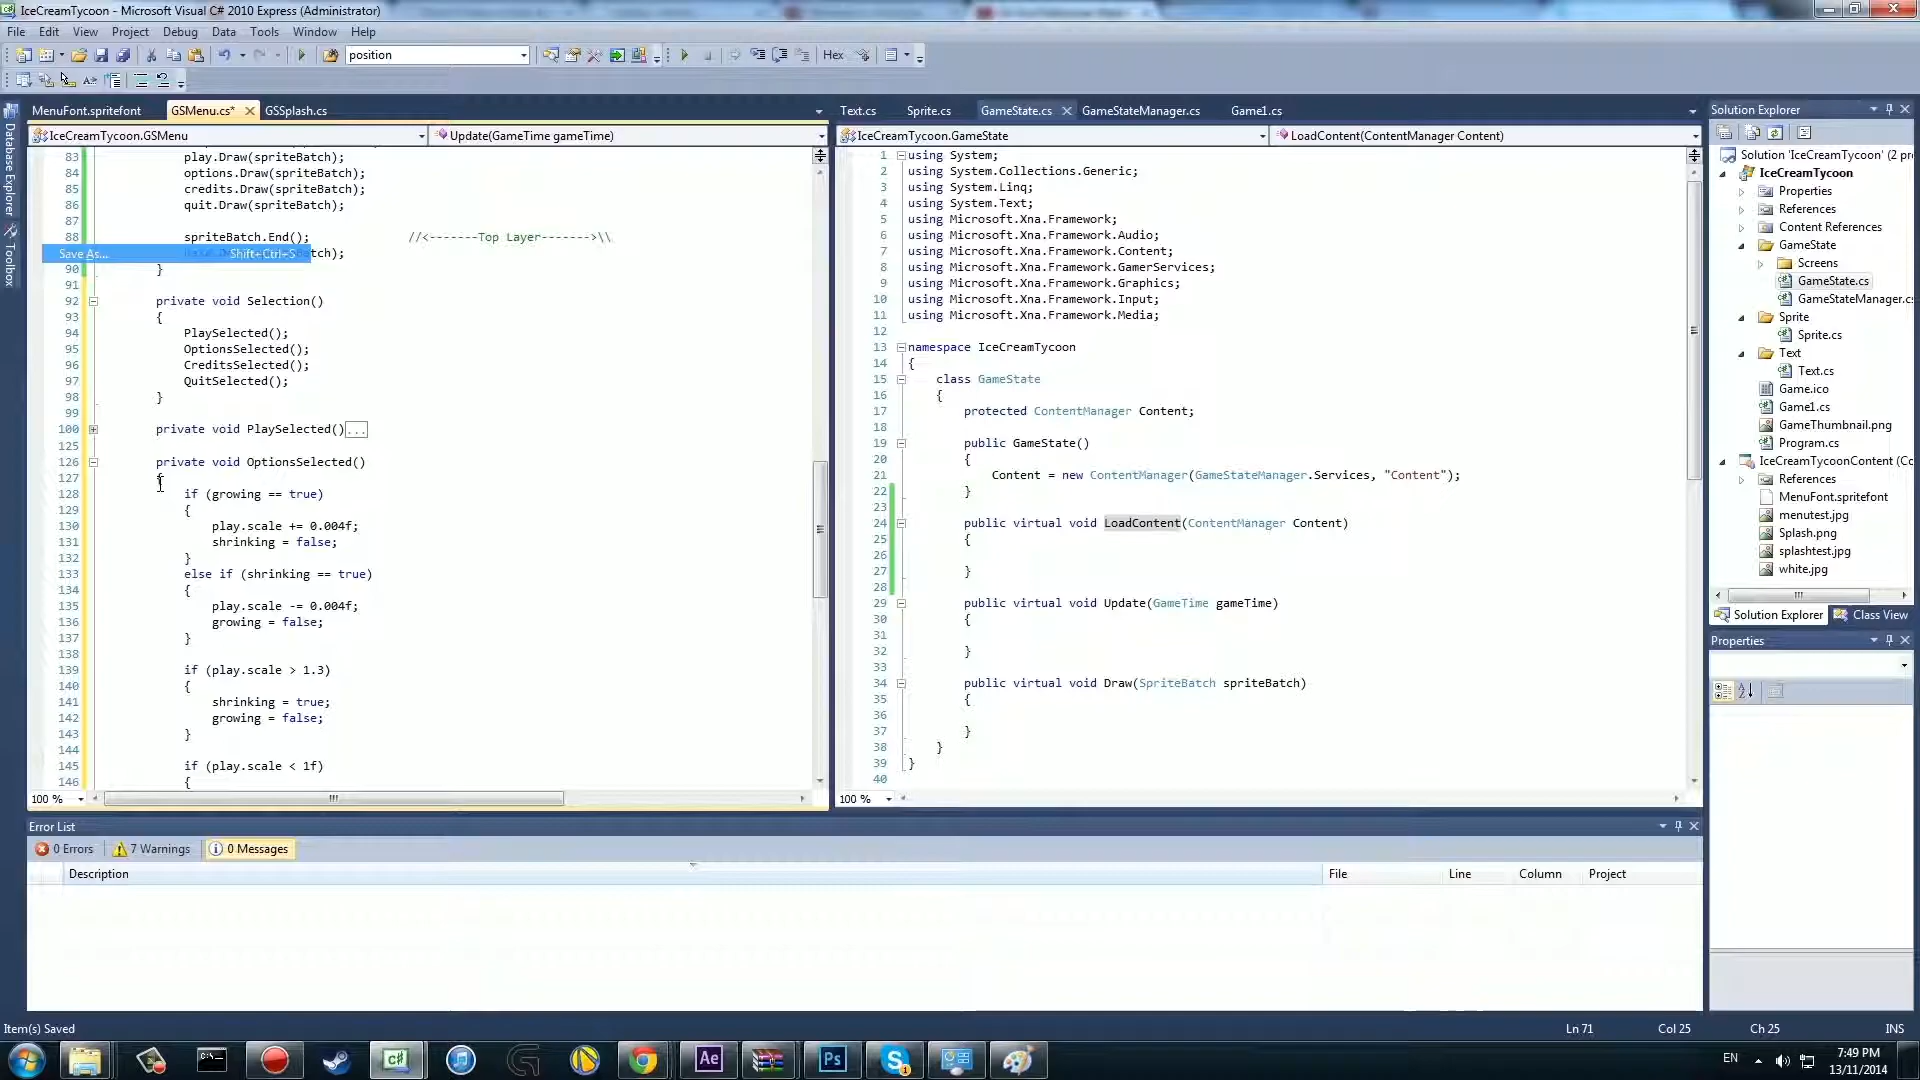 IceCreamTycoon - Microsoft Visual C# 2010 Express (Administrator)
File Edit View Project Debug Data Tools Window Help
position
Hex
MenuFont.spritefont GSMenu.cs* GSSplash.cs
Text.cs Sprite.cs GameState.cs GameStateManager.cs Game1.cs
IceCreamTycoon.GSMenu Update(GameTime gameTime)
IceCreamTycoon.GameState LoadContent(ContentManager Content)
Database Explorer
Toolbox
83 play.Draw(spriteBatch);
84 options.Draw(spriteBatch);
85 credits.Draw(spriteBatch);
86 quit.Draw(spriteBatch);
87
88 spriteBatch.End(); //<-------Top Layer------->\\
Save As... Shift+Ctrl+S tch);
90 }
91
92 private void Selection()
93 {
94 PlaySelected();
95 OptionsSelected();
96 CreditsSelected();
97 QuitSelected();
98 }
99
100 private void PlaySelected()...
125
126 private void OptionsSelected()
127 {
128 if (growing == true)
129 {
130 play.scale += 0.004f;
131 shrinking = false;
132 }
133 else if (shrinking == true)
134 {
135 play.scale -= 0.004f;
136 growing = false;
137 }
138
139 if (play.scale > 1.3)
140 {
141 shrinking = true;
142 growing = false;
143 }
144
145 if (play.scale < 1f)
146 {
100 %
1 using System;
2 using System.Collections.Generic;
3 using System.Linq;
4 using System.Text;
5 using Microsoft.Xna.Framework;
6 using Microsoft.Xna.Framework.Audio;
7 using Microsoft.Xna.Framework.Content;
8 using Microsoft.Xna.Framework.GamerServices;
9 using Microsoft.Xna.Framework.Graphics;
10 using Microsoft.Xna.Framework.Input;
11 using Microsoft.Xna.Framework.Media;
12
13 namespace IceCreamTycoon
14 {
15 class GameState
16 {
17 protected ContentManager Content;
18
19 public GameState()
20 {
21 Content = new ContentManager(GameStateManager.Services, "Content");
22 }
23
24 public virtual void LoadContent(ContentManager Content)
25 {
26
27 }
28
29 public virtual void Update(GameTime gameTime)
30 {
31
32 }
33
34 public virtual void Draw(SpriteBatch spriteBatch)
35 {
36
37 }
38 }
39 }
40
100 %
Solution Explorer
Solution 'IceCreamTycoon' (2 pr
IceCreamTycoon
Properties
References
Content References
GameState
Screens
GameState.cs
GameStateManager.cs
Sprite
Sprite.cs
Text
Text.cs
Game.ico
Game1.cs
GameThumbnail.png
Program.cs
IceCreamTycoonContent (Co
References
MenuFont.spritefont
menutest.jpg
Splash.png
splashtest.jpg
white.jpg
Solution Explorer Class View
Properties
Error List
0 Errors 7 Warnings 0 Messages
Description File Line Column Project
Item(s) Saved Ln 71 Col 25 Ch 25 INS
EN 7:49 PM
13/11/2014